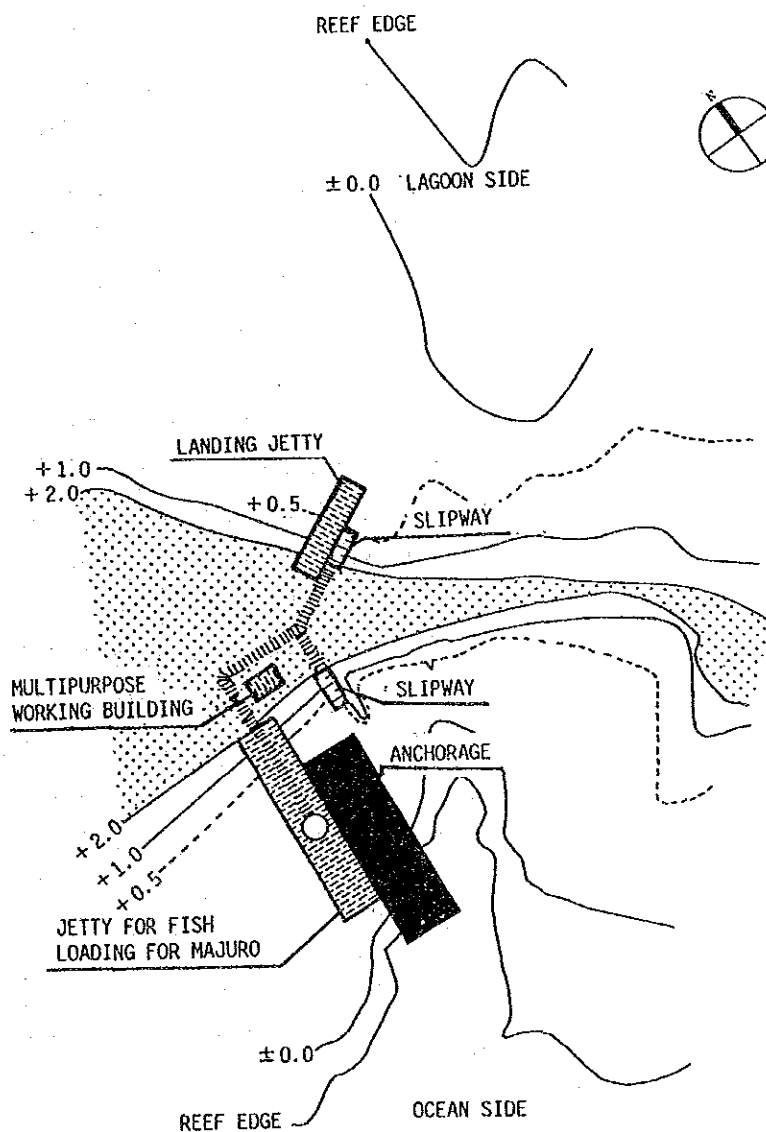 REEF EDGE
N
±0.0 LAGOON SIDE
LANDING JETTY
+1.0
+2.0
+0.5
SLIPWAY
MULTIPURPOSE
WORKING BUILDING
SLIPWAY
ANCHORAGE
+2.0
+1.0
+0.5
JETTY FOR FISH
LOADING FOR MAJURO
±0.0
REEF EDGE
OCEAN SIDE